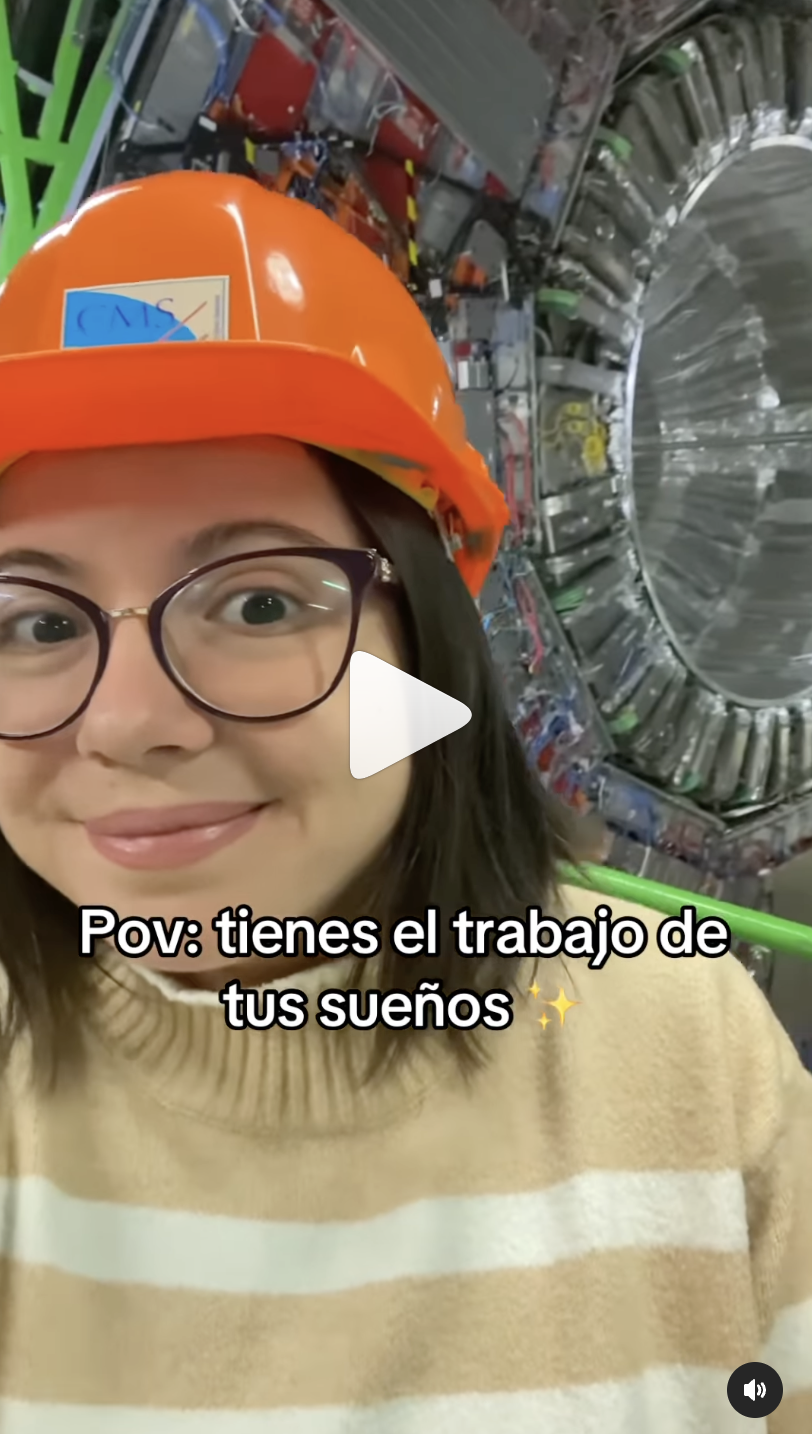 CMS
Pov: tienes el trabajo de
tus sueños ✨